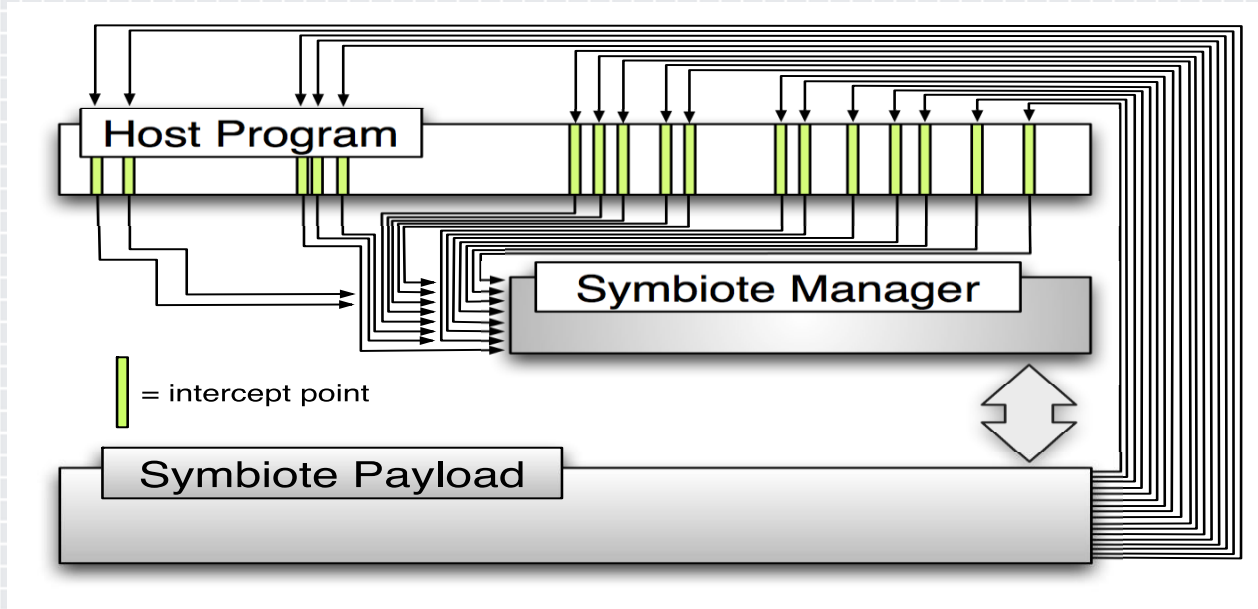 Host Program
Symbiote Manager
= intercept point
Symbiote Payload